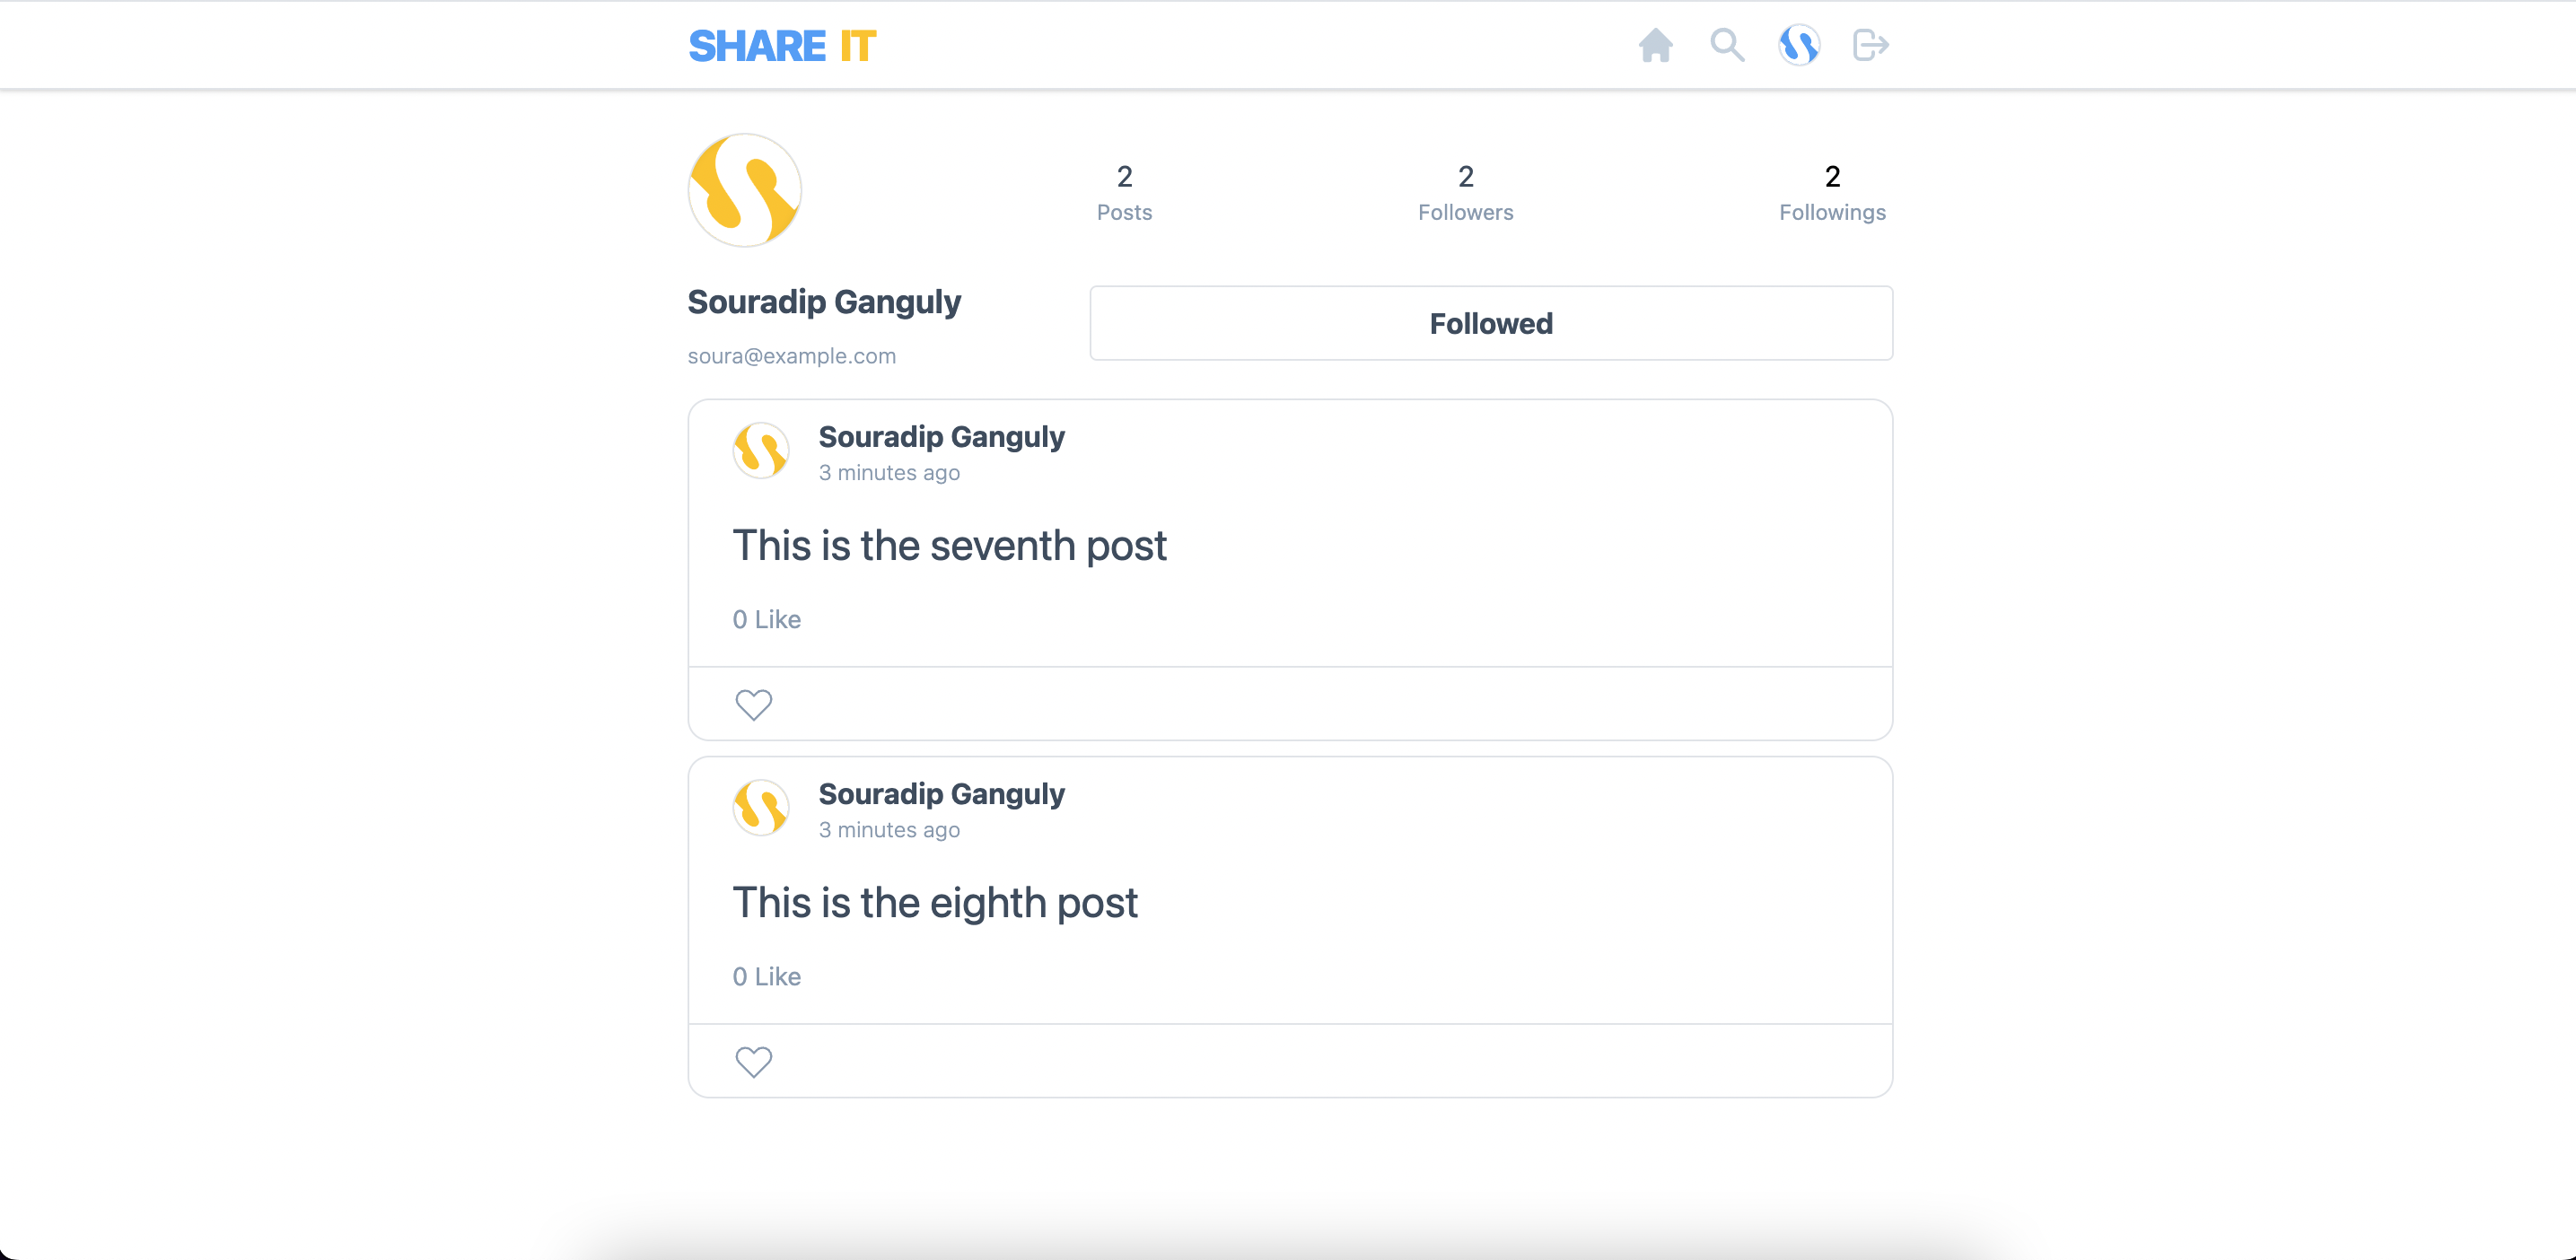 SHARE IT
2
Posts
2
Followers
2
Followings
Souradip Ganguly
soura@example.com
Followed
Souradip Ganguly
3 minutes ago
This is the seventh post
0 Like
Souradip Ganguly
3 minutes ago
This is the eighth post
0 Like